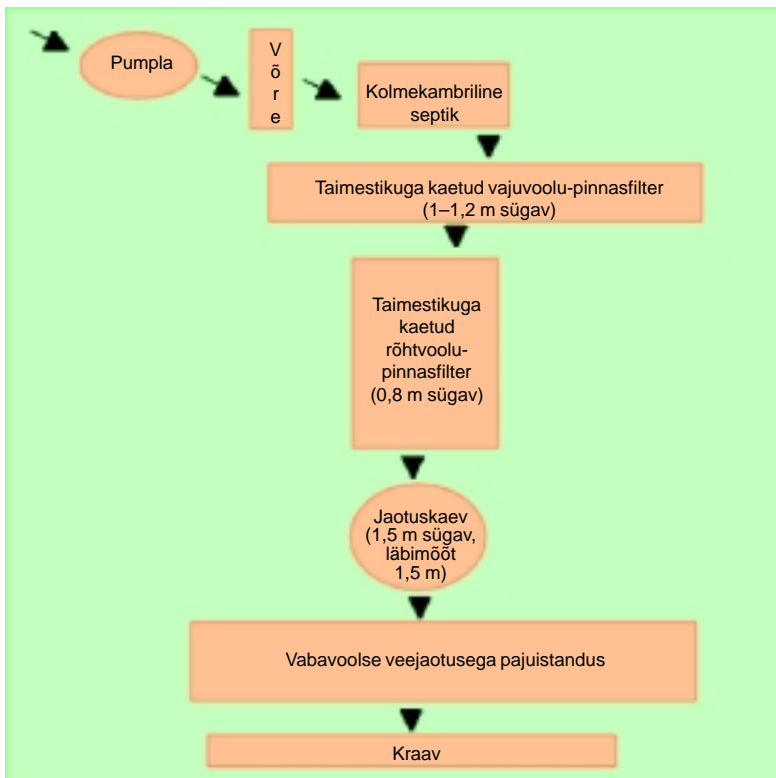 Pumpla
V
õ
r
e
Kolmekambriline
septik
Taimestikuga kaetud vajuvoolu-pinnasfilter
(1–1,2 m sügav)
Taimestikuga
kaetud
rõhtvoolu-
pinnasfilter
(0,8 m sügav)
Jaotuskaev
(1,5 m sügav,
läbimõõt
1,5 m)
Vabavoolse veejaotusega pajuistandus
Kraav